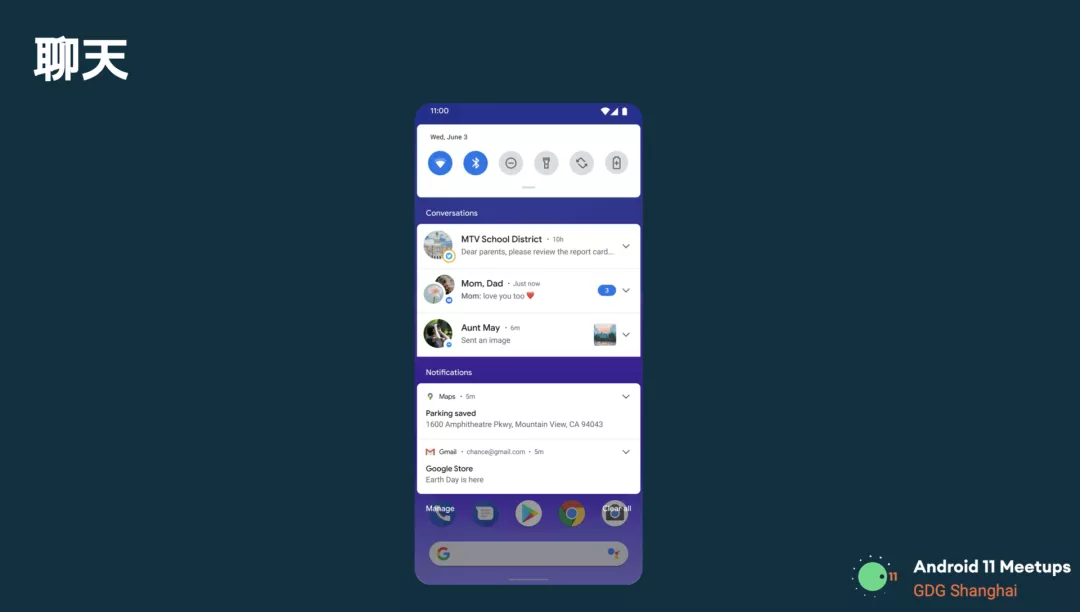 聊天
11:00
Wed, June 3
Conversations
MTV School District • 10h
Dear parents, please review the report card...
Mom, Dad • Just now
Mom: love you too ❤️
3
Aunt May • 6m
Sent an image
Notifications
Maps • 5m
Parking saved
1600 Amphitheatre Pkwy, Mountain View, CA 94043
Gmail • chance@gmail.com • 5m
Google Store
Earth Day is here
Manage
Clear all
G
11
Android 11 Meetups
GDG Shanghai